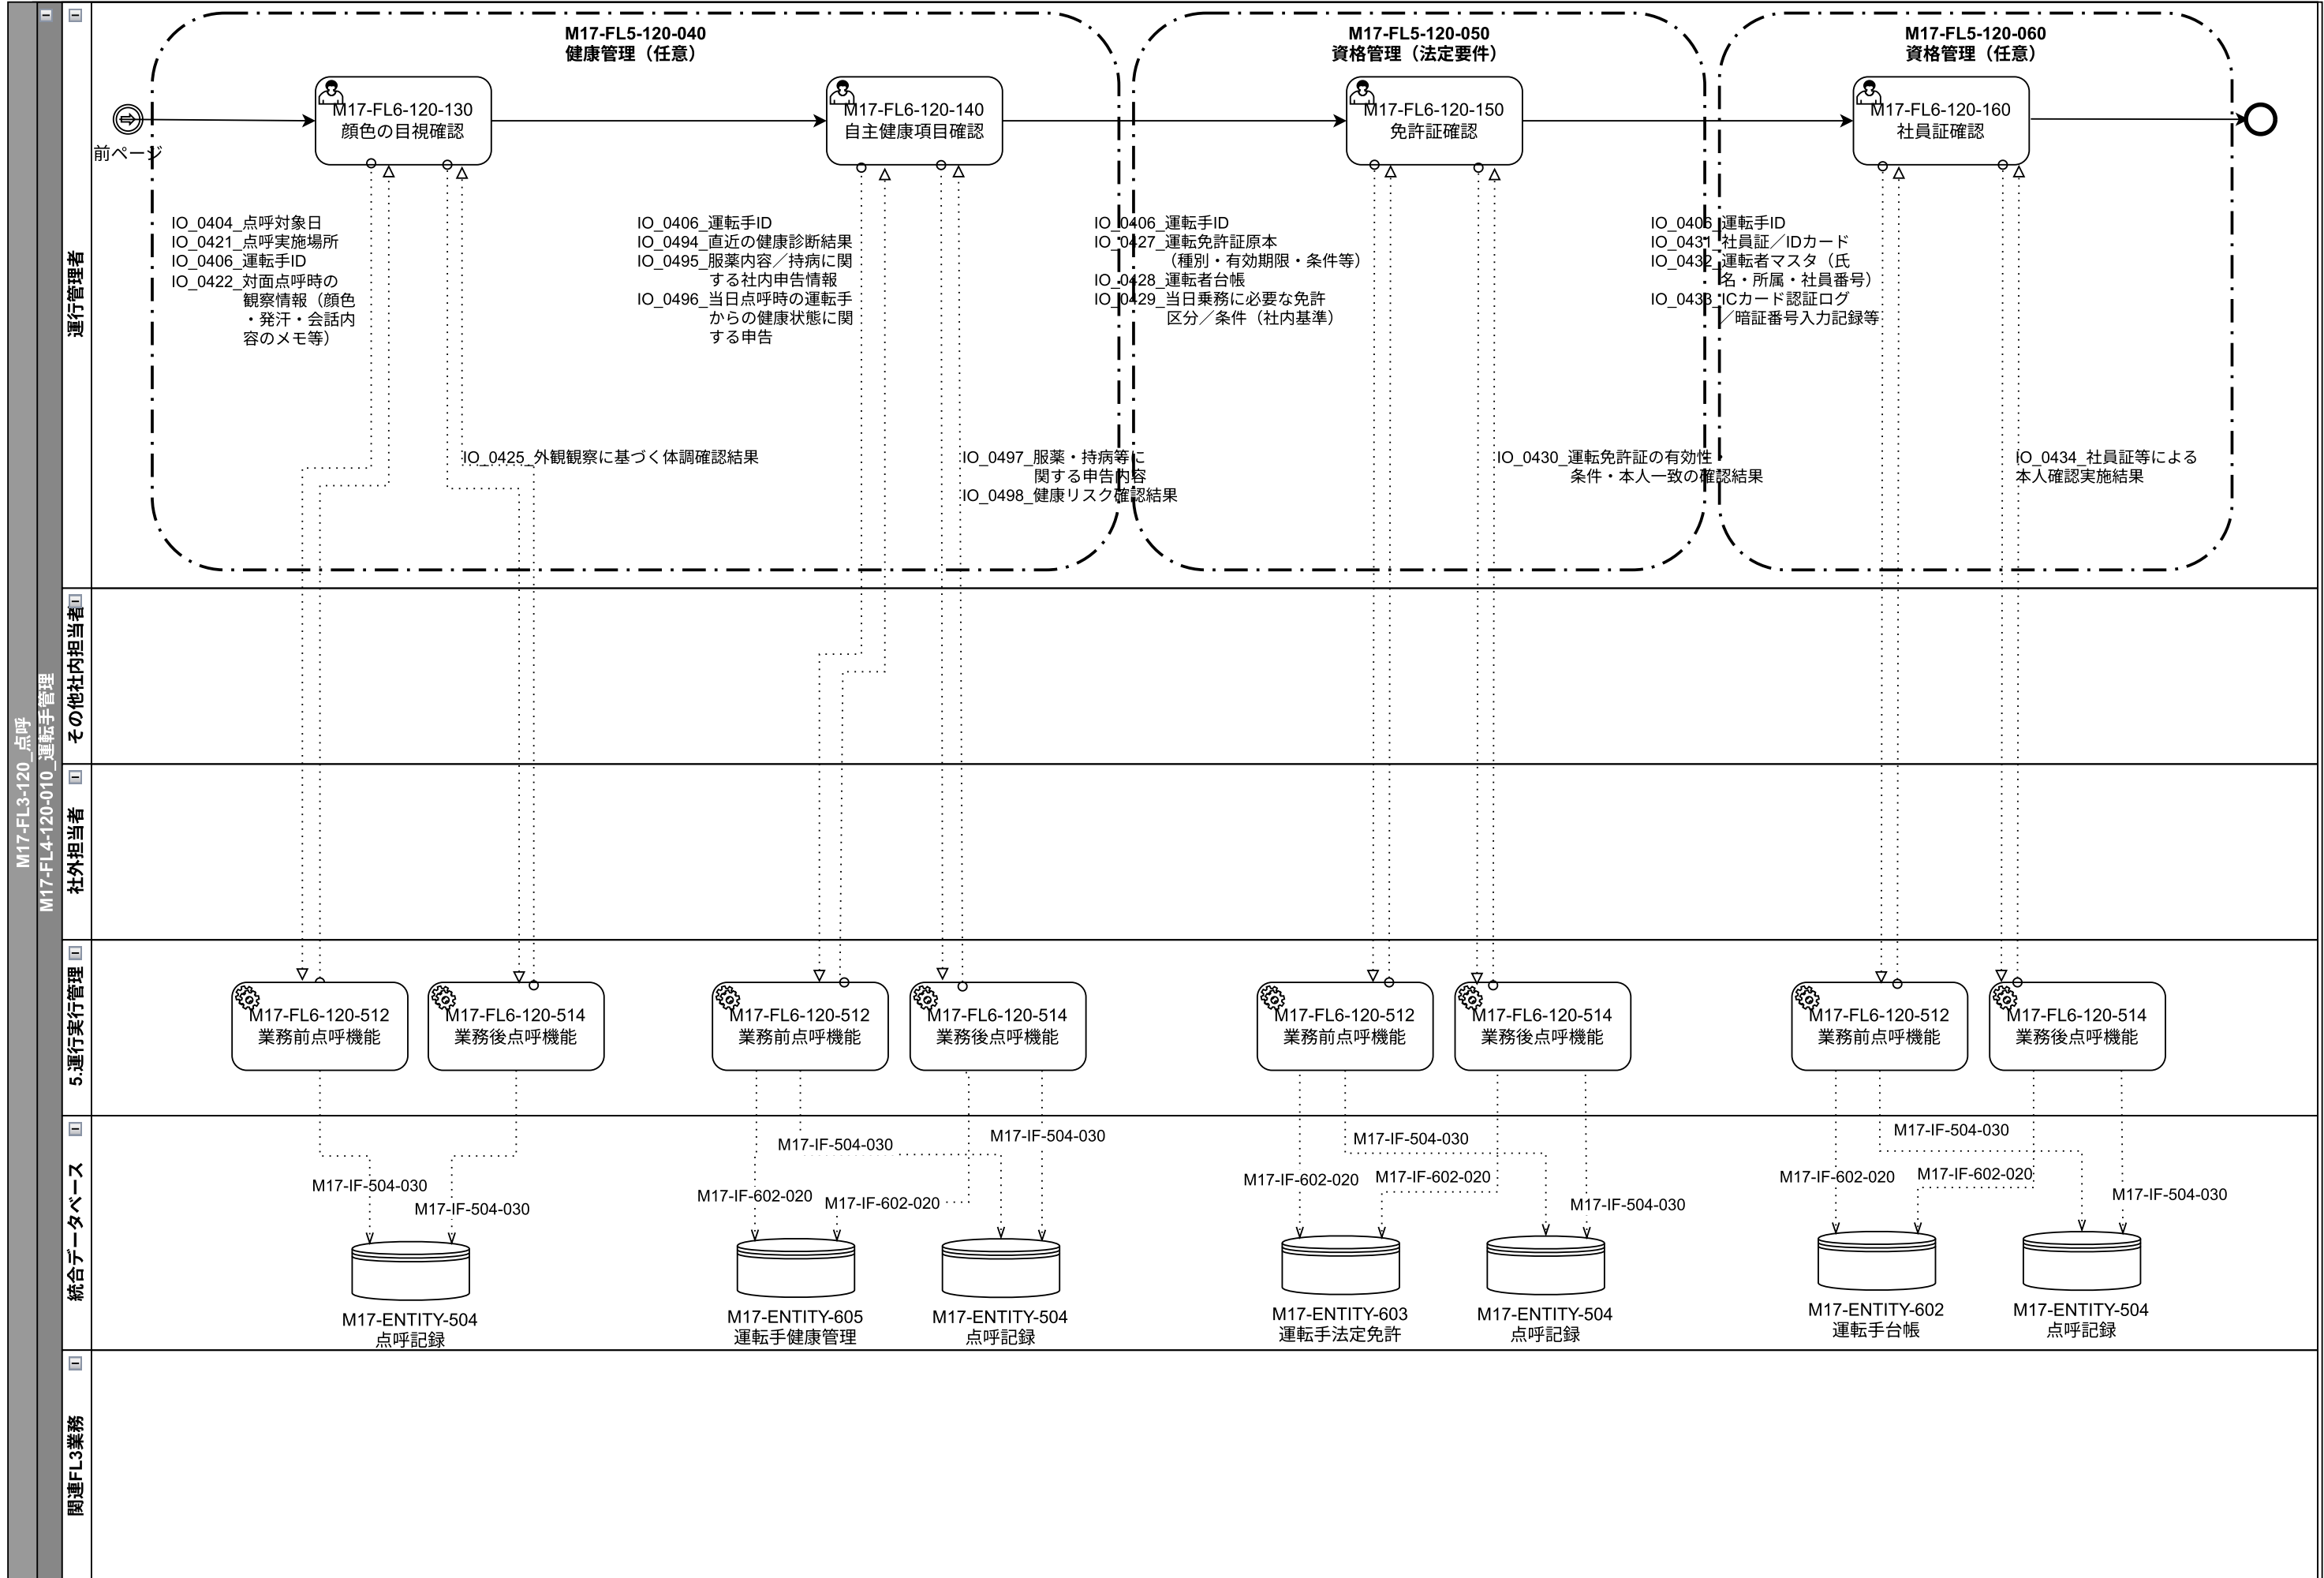 M17-FL3-120_点呼
M17-FL4-120-010_運転手管理
運行管理者
M17-FL5-120-040
健康管理（任意）
M17-FL5-120-050
資格管理（法定要件）
M17-FL5-120-060
資格管理（任意）
前ページ
M17-FL6-120-130
顔色の目視確認
M17-FL6-120-140
自主健康項目確認
M17-FL6-120-150
免許証確認
M17-FL6-120-160
社員証確認
IO_0404_点呼対象日
IO_0421_点呼実施場所
IO_0406_運転手ID
IO_0422_対面点呼時の
観察情報（顔色
・発汗・会話内
容のメモ等）
IO_0406_運転手ID
IO_0494_直近の健康診断結果
IO_0495_服薬内容／持病に関
する社内申告情報
IO_0496_当日点呼時の運転手
からの健康状態に関
する申告
IO_0406_運転手ID
IO_0427_運転免許証原本
（種別・有効期限・条件等）
IO_0428_運転者台帳
IO_0429_当日乗務に必要な免許
区分／条件（社内基準）
IO_0406_運転手ID
IO_0431_社員証／IDカード
IO_0432_運転者マスタ（氏
名・所属・社員番号）
IO_0433_ICカード認証ログ
／暗証番号入力記録等
IO_0425_外観観察に基づく体調確認結果
IO_0497_服薬・持病等に
関する申告内容
IO_0498_健康リスク確認結果
IO_0430_運転免許証の有効性・
条件・本人一致の確認結果
IO_0434_社員証等による
本人確認実施結果
その他社内担当者
社外担当者
5.運行実行管理
M17-FL6-120-512
業務前点呼機能
M17-FL6-120-514
業務後点呼機能
M17-FL6-120-512
業務前点呼機能
M17-FL6-120-514
業務後点呼機能
M17-FL6-120-512
業務前点呼機能
M17-FL6-120-514
業務後点呼機能
M17-FL6-120-512
業務前点呼機能
M17-FL6-120-514
業務後点呼機能
統合データベース
M17-IF-504-030
M17-IF-504-030
M17-IF-504-030
M17-IF-504-030
M17-IF-602-020
M17-IF-602-020
M17-IF-504-030
M17-IF-602-020
M17-IF-602-020
M17-IF-504-030
M17-IF-504-030
M17-IF-602-020
M17-IF-602-020
M17-IF-504-030
M17-ENTITY-504
点呼記録
M17-ENTITY-605
運転手健康管理
M17-ENTITY-504
点呼記録
M17-ENTITY-603
運転手法定免許
M17-ENTITY-504
点呼記録
M17-ENTITY-602
運転手台帳
M17-ENTITY-504
点呼記録
関連FL3業務